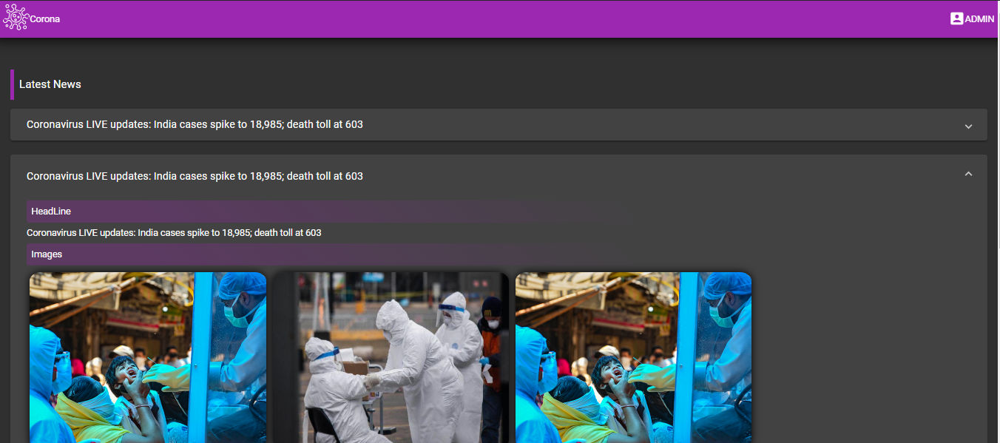 Corona
ADMIN
Latest News
Coronavirus LIVE updates: India cases spike to 18,985; death toll at 603
Coronavirus LIVE updates: India cases spike to 18,985; death toll at 603
HeadLine
Coronavirus LIVE updates: India cases spike to 18,985; death toll at 603
Images